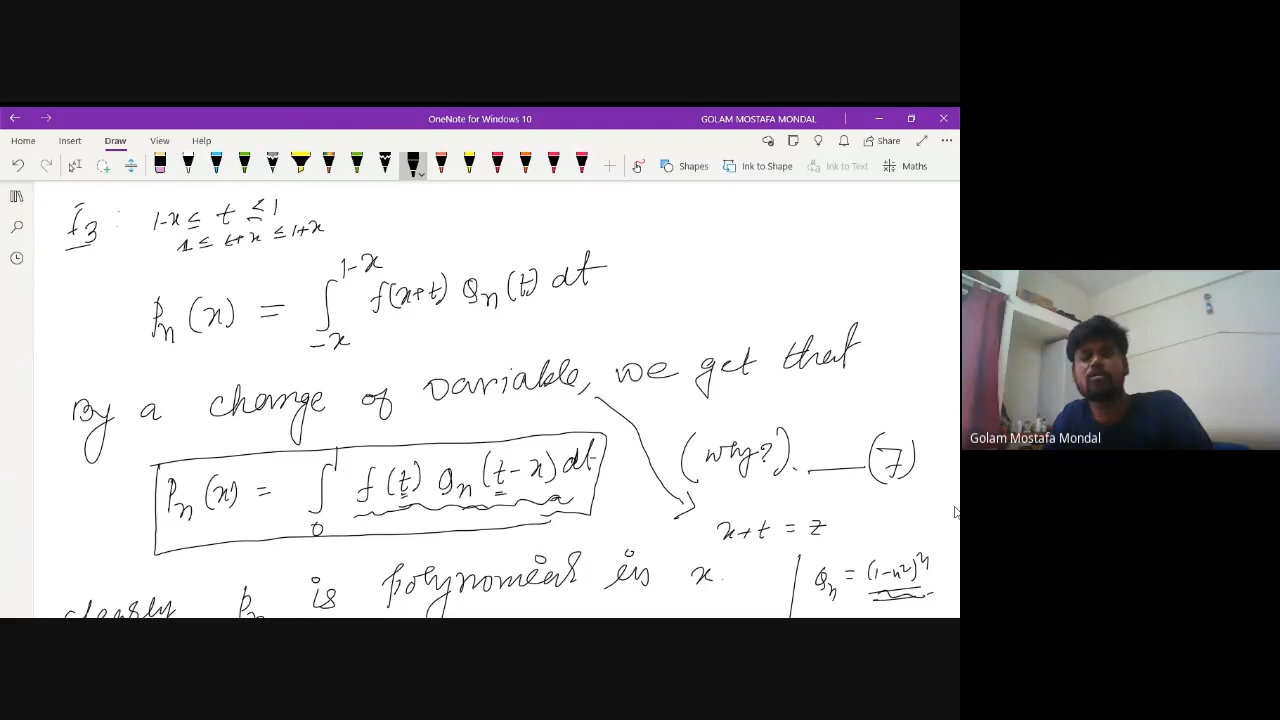 OneNote for Windows 10
GOLAM MOSTAFA MONDAL
Home Insert Draw View Help
Share
Shapes Ink to Shape Ink to Text Maths
I3 : 1-x ≤ t ≤ 1
1 ≤ t+x ≤ 1+x
Pn(x) = ∫_{-x}^{1-x} f(x+t) Qn(t) dt
By a change of variable, we get that
Pn(x) = ∫_0^1 f(t) Qn(t-x) dt
(why?). —— (7)
x+t = z
clearly Pn is polynomial in x.
Qn = (1-x²)^n
Golam Mostafa Mondal